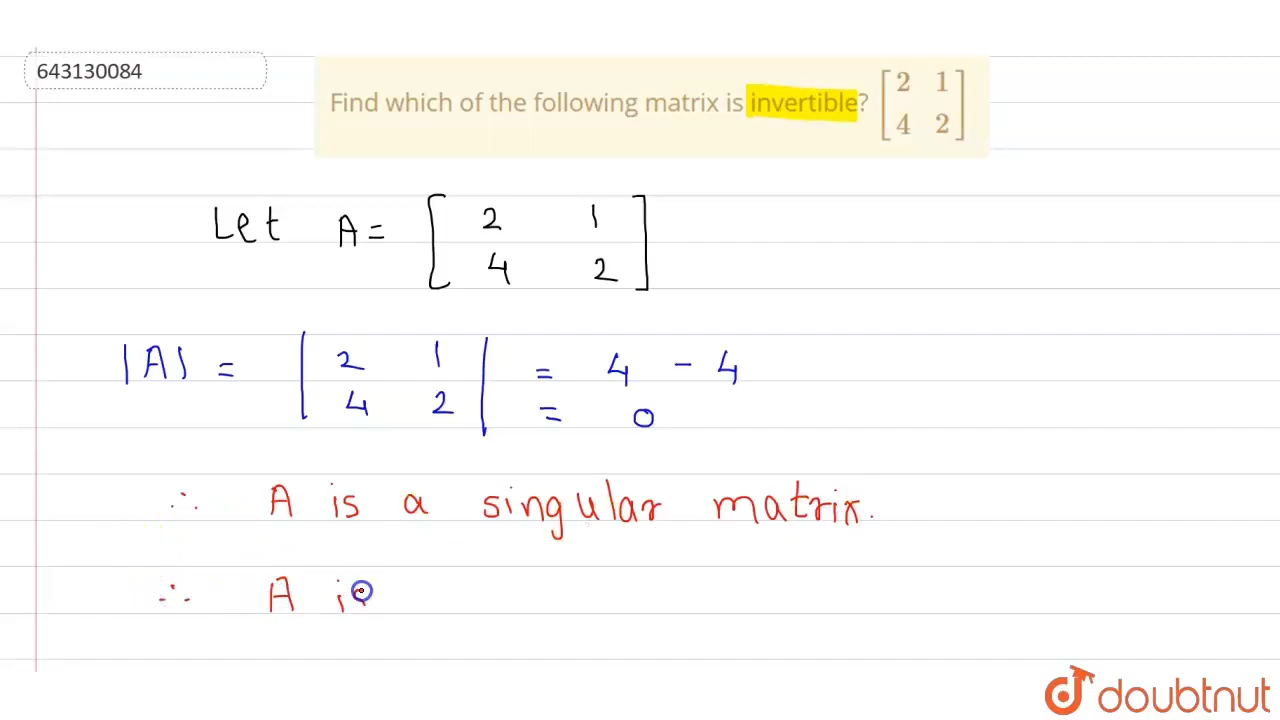 643130084
Find which of the following matrix is invertible? [2 1
4 2]
Let A = [2 1
4 2]
|A| = |2 1
4 2| = 4 - 4
= 0
∴ A is a singular matrix.
∴ A is
doubtnut